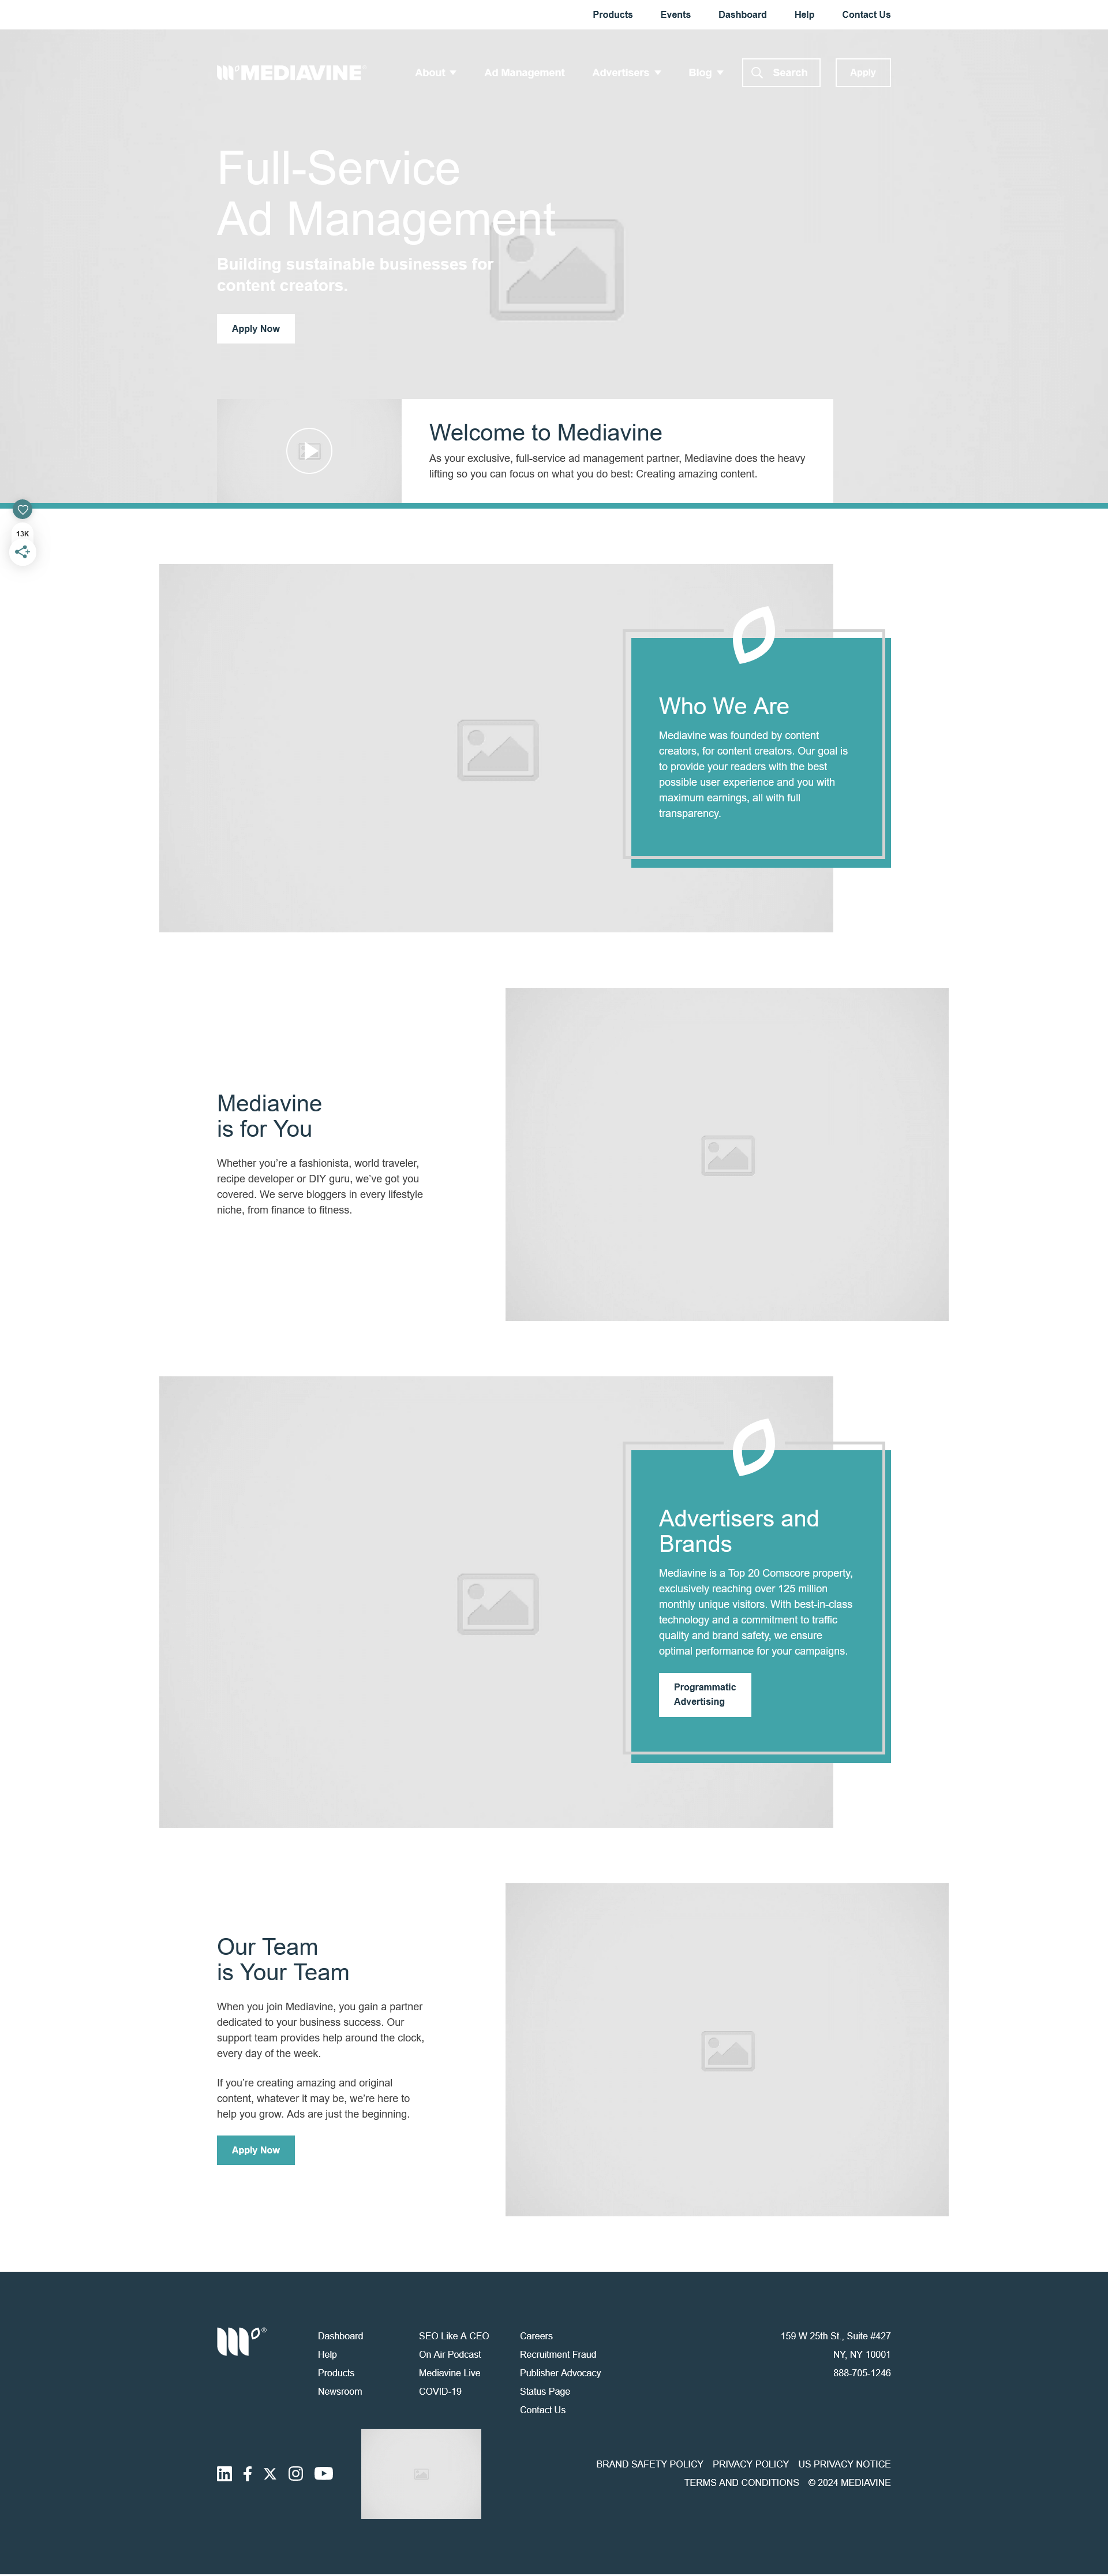 Products Events Dashboard Help Contact Us
MEDIAVINE About Ad Management Advertisers Blog Search Apply
Full-Service
Ad Management
Building sustainable businesses for
content creators.
Apply Now
Welcome to Mediavine
As your exclusive, full-service ad management partner, Mediavine does the heavy
lifting so you can focus on what you do best: Creating amazing content.
13K
Who We Are
Mediavine was founded by content
creators, for content creators. Our goal is
to provide your readers with the best
possible user experience and you with
maximum earnings, all with full
transparency.
Mediavine
is for You
Whether you’re a fashionista, world traveler,
recipe developer or DIY guru, we’ve got you
covered. We serve bloggers in every lifestyle
niche, from finance to fitness.
Advertisers and
Brands
Mediavine is a Top 20 Comscore property,
exclusively reaching over 125 million
monthly unique visitors. With best-in-class
technology and a commitment to traffic
quality and brand safety, we ensure
optimal performance for your campaigns.
Programmatic
Advertising
Our Team
is Your Team
When you join Mediavine, you gain a partner
dedicated to your business success. Our
support team provides help around the clock,
every day of the week.
If you’re creating amazing and original
content, whatever it may be, we’re here to
help you grow. Ads are just the beginning.
Apply Now
Dashboard
Help
Products
Newsroom
SEO Like A CEO
On Air Podcast
Mediavine Live
COVID-19
Careers
Recruitment Fraud
Publisher Advocacy
Status Page
Contact Us
159 W 25th St., Suite #427
NY, NY 10001
888-705-1246
BRAND SAFETY POLICY PRIVACY POLICY US PRIVACY NOTICE
TERMS AND CONDITIONS © 2024 MEDIAVINE